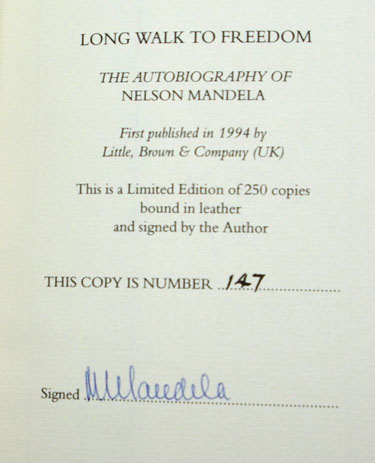 LONG WALK TO FREEDOM
THE AUTOBIOGRAPHY OF
NELSON MANDELA
First published in 1994 by
Little, Brown & Company (UK)
This is a Limited Edition of 250 copies
bound in leather
and signed by the Author
THIS COPY IS NUMBER 147
Signed NMandela